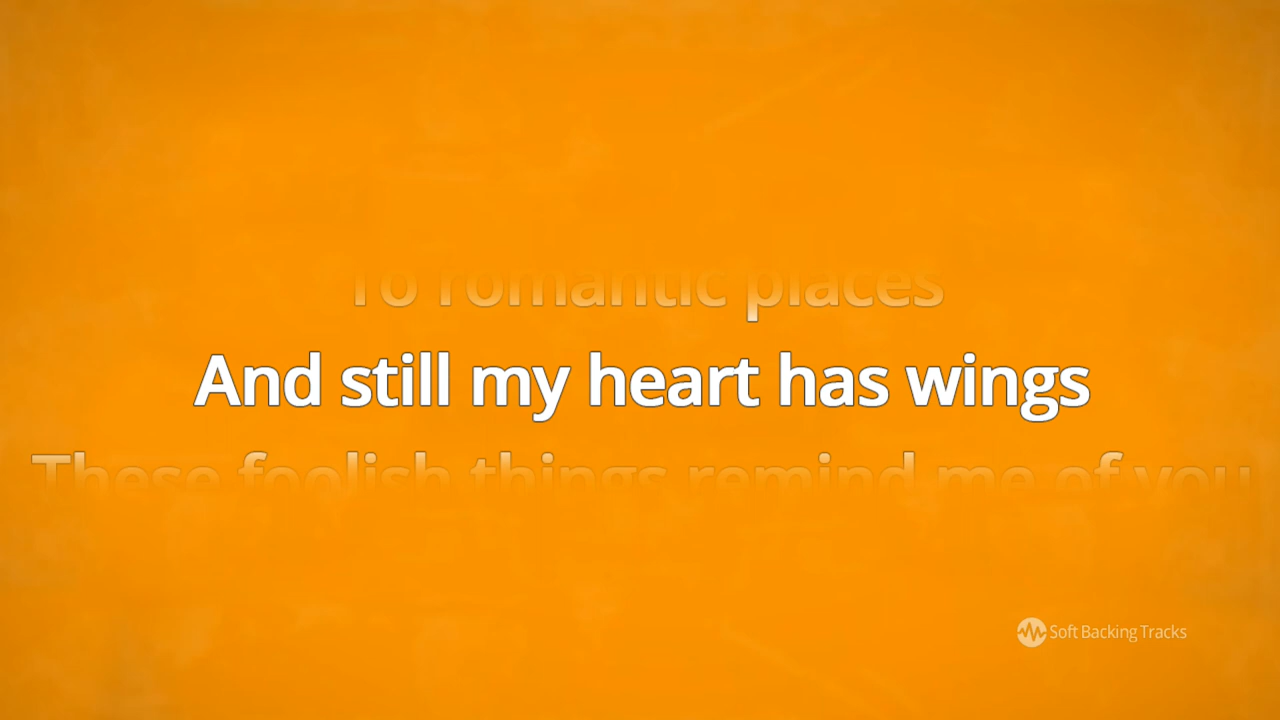 To romantic places
And still my heart has wings
These foolish things remind me of you
Soft Backing Tracks